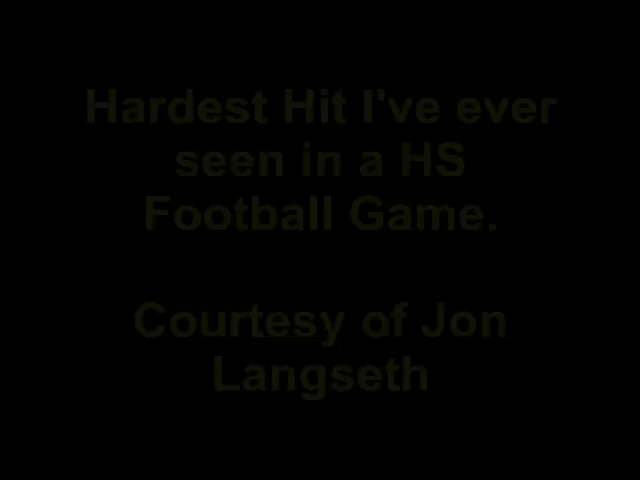 Hardest Hit I've ever
seen in a HS
Football Game.
Courtesy of Jon
Langseth